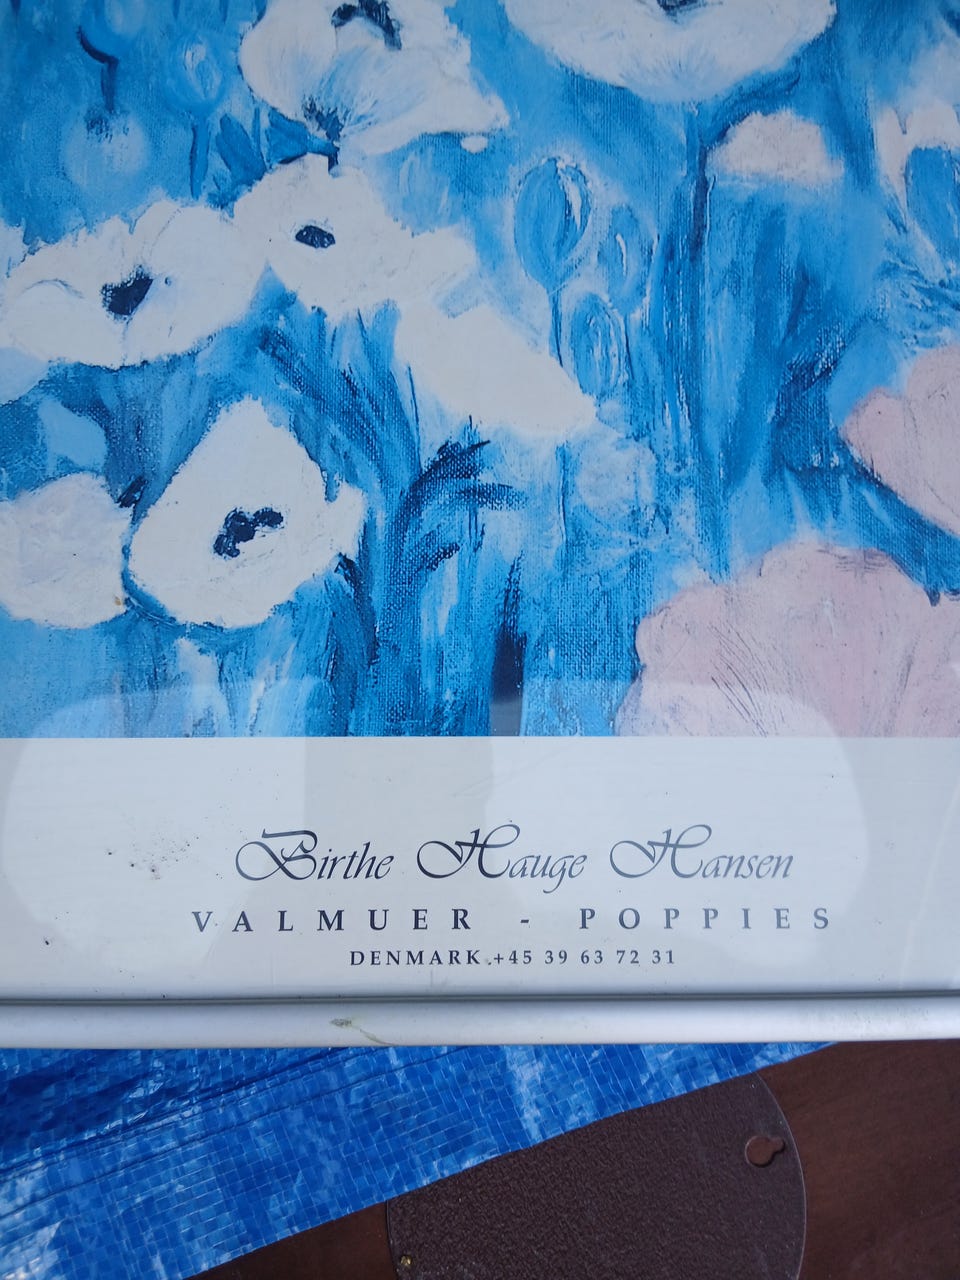 Birthe Hauge Hansen
VALMUER - POPPIES
DENMARK +45 39 63 72 31